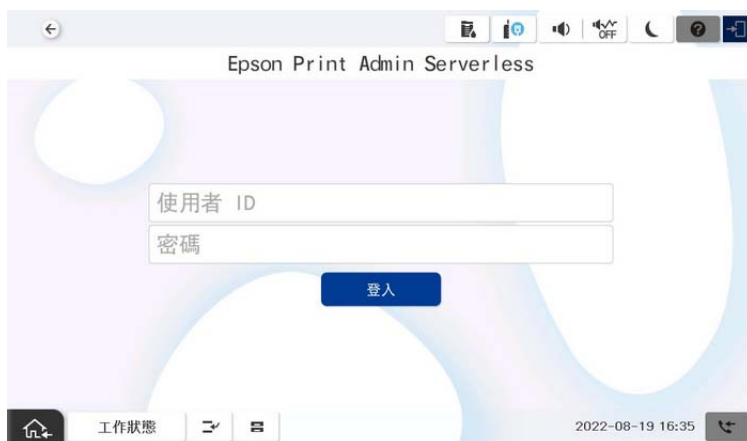 OFF
Epson Print Admin Serverless
使用者 ID
密碼
登入
工作狀態
2022-08-19 16:35